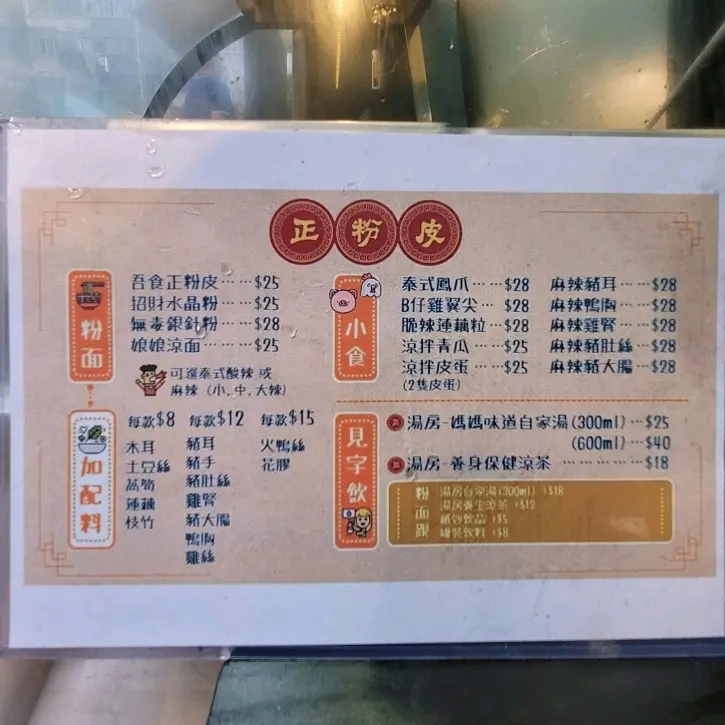 正粉皮
粉面
吾食正粉皮……$25
招財水晶粉……$25
無毒銀針粉……$28
娘娘涼面……$25
可選泰式酸辣 或
麻辣 (小,中,大辣)
加配料
每款$8
木耳
土豆絲
萵筍
蓮藕
枝竹
每款$12
豬耳
豬手
豬肚絲
雞腎
豬大腸
鴨胸
雞絲
每款$15
火鴨絲
花膠
小食
泰式鳳爪…$28
B仔雞翼尖…$28
脆辣蓮藕粒…$28
涼拌青瓜…$25
涼拌皮蛋…$25
(2隻皮蛋)
麻辣豬耳…$28
麻辣鴨胸…$28
麻辣雞腎…$28
麻辣豬肚絲…$28
麻辣豬大腸…$28
見字飲
正 湯房-媽媽味道自家湯(300ml)…$25
(600ml)…$40
正 湯房-養身保健涼茶…………$18
粉面跟
湯房自家湯(300ml) +$18
湯房養生涼茶 +$12
紙包飲品 +$5
罐裝飲料 +$8